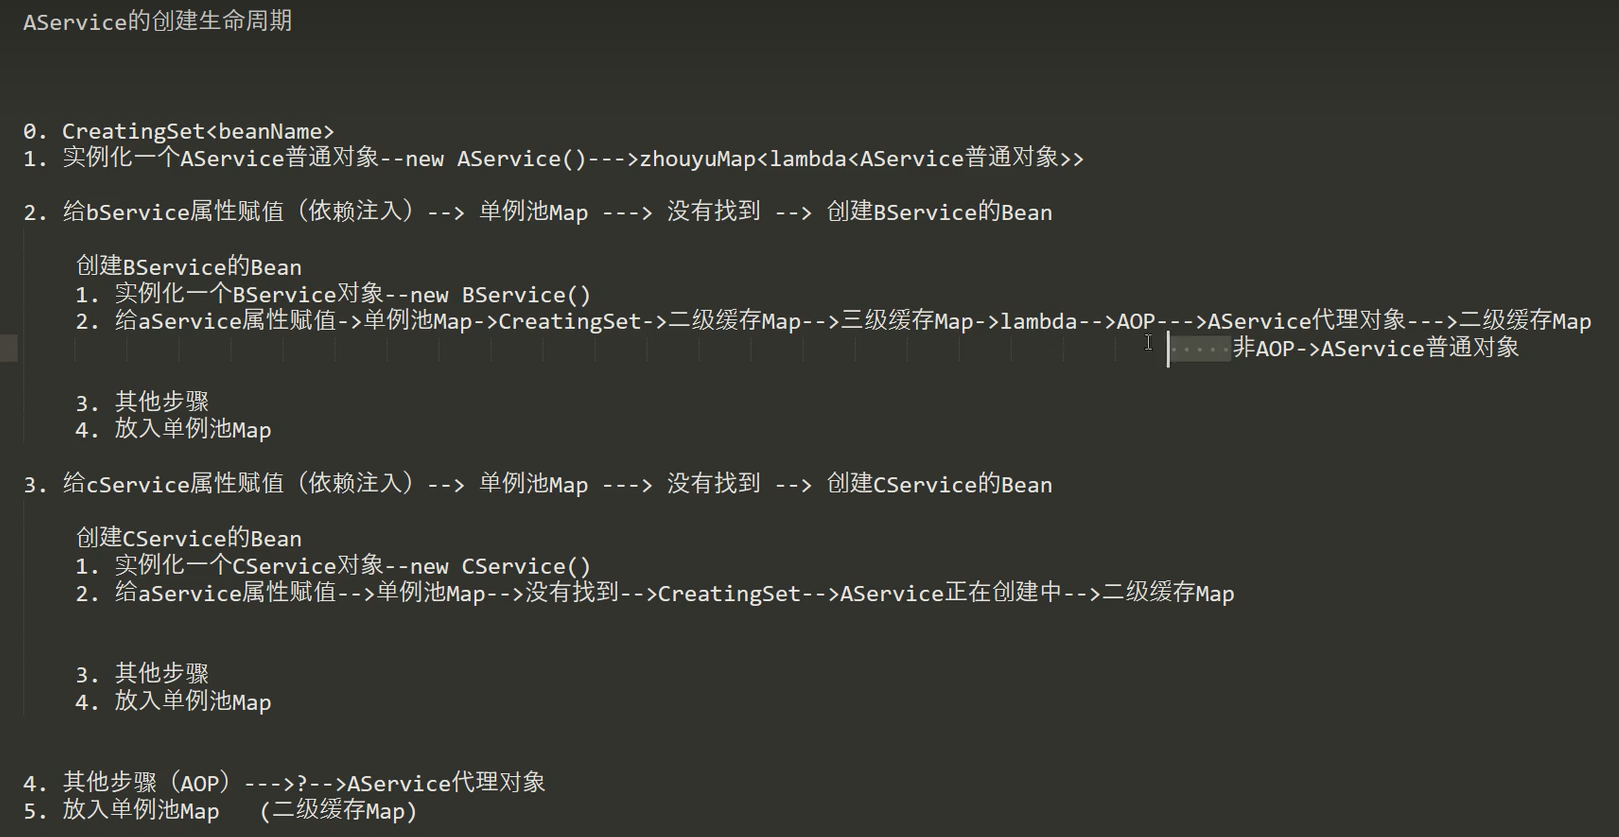 AService的创建生命周期
0. CreatingSet<beanName>
1. 实例化一个AService普通对象--new AService()--->zhouyuMap<lambda<AService普通对象>>
2. 给bService属性赋值（依赖注入）--> 单例池Map ---> 没有找到 --> 创建BService的Bean
创建BService的Bean
1. 实例化一个BService对象--new BService()
2. 给aService属性赋值->单例池Map->CreatingSet->二级缓存Map-->三级缓存Map->lambda-->AOP--->AService代理对象--->二级缓存Map
非AOP->AService普通对象
3. 其他步骤
4. 放入单例池Map
3. 给cService属性赋值（依赖注入）--> 单例池Map ---> 没有找到 --> 创建CService的Bean
创建CService的Bean
1. 实例化一个CService对象--new CService()
2. 给aService属性赋值-->单例池Map-->没有找到-->CreatingSet-->AService正在创建中-->二级缓存Map
3. 其他步骤
4. 放入单例池Map
4. 其他步骤（AOP）--->?-->AService代理对象
5. 放入单例池Map (二级缓存Map)